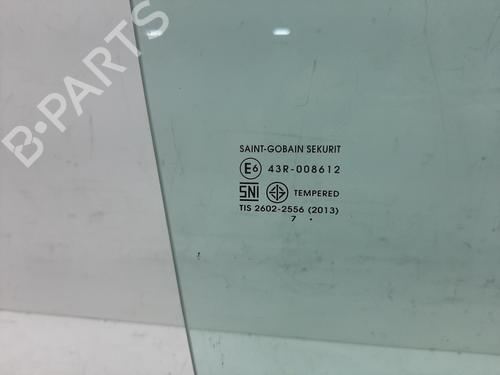 B-PARTS
SAINT-GOBAIN SEKURIT
E6 43R-008612
SNI TEMPERED
TIS 2602-2556 (2013)
7 .